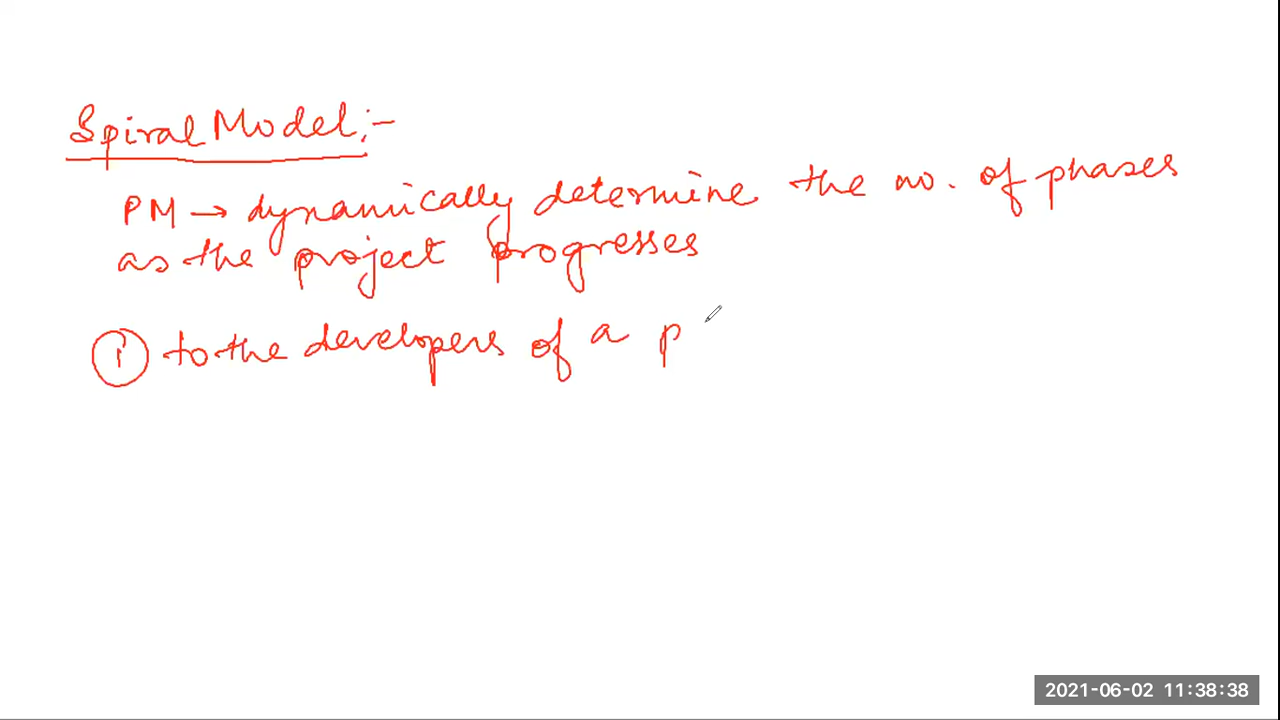 Spiral Model:-
PM → dynamically determine the no. of phases
as the project progresses
① to the developers of a p
2021-06-02 11:38:38